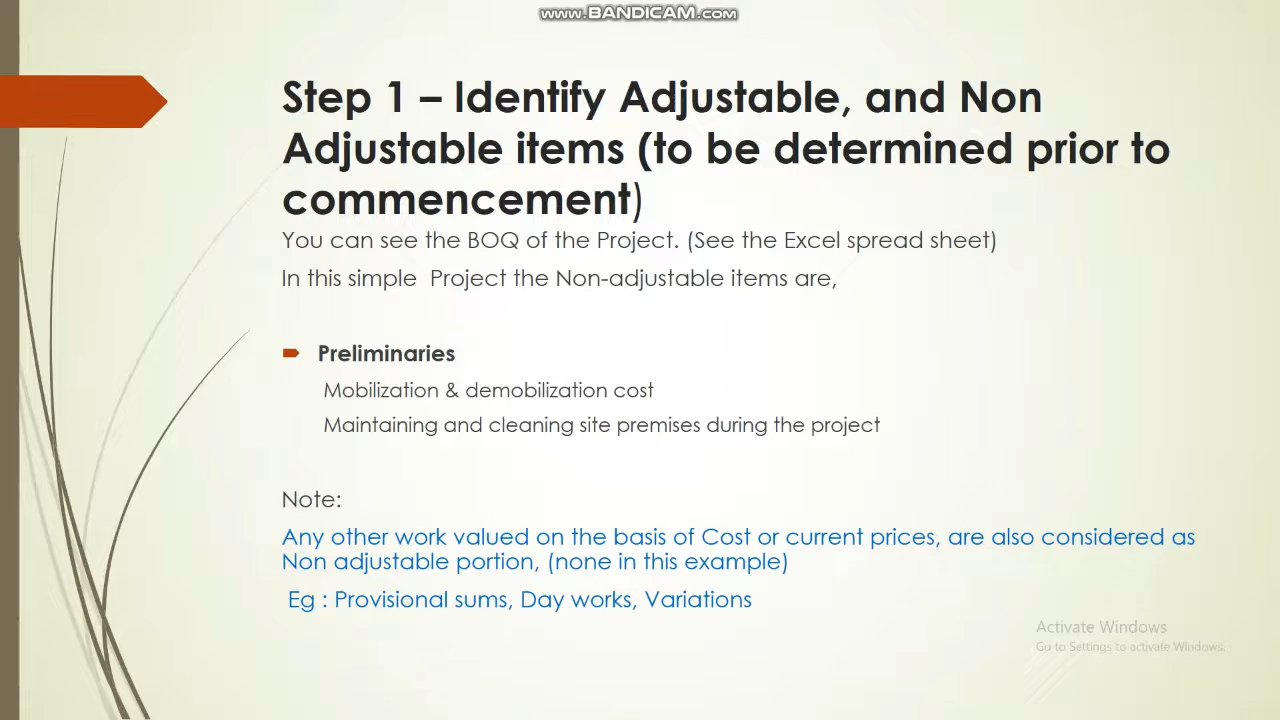 www.BANDICAM.com
Step 1 – Identify Adjustable, and Non
Adjustable items (to be determined prior to
commencement)
You can see the BOQ of the Project. (See the Excel spread sheet)
In this simple  Project the Non-adjustable items are,
Preliminaries
Mobilization & demobilization cost
Maintaining and cleaning site premises during the project
Note:
Any other work valued on the basis of Cost or current prices, are also considered as
Non adjustable portion, (none in this example)
Eg : Provisional sums, Day works, Variations
Activate Windows
Go to Settings to activate Windows.